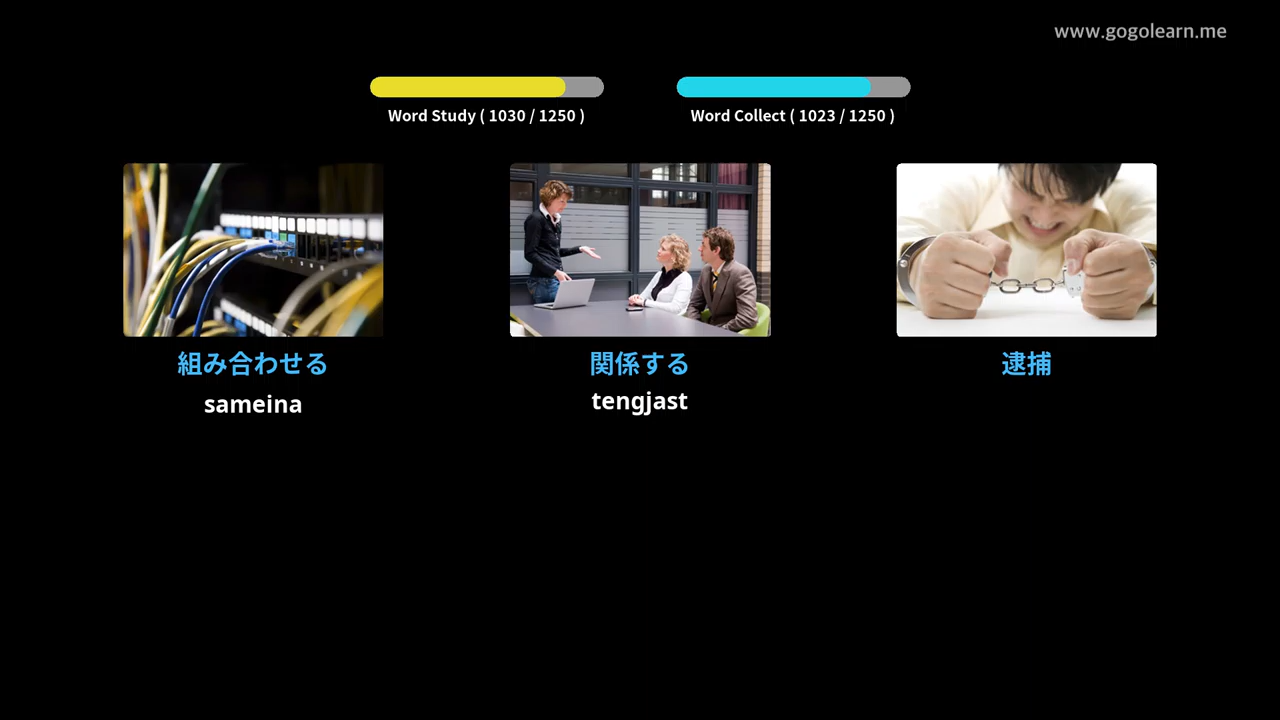 www.gogolearn.me
Word Study ( 1030 / 1250 )
Word Collect ( 1023 / 1250 )
組み合わせる
sameina
関係する
tengjast
逮捕